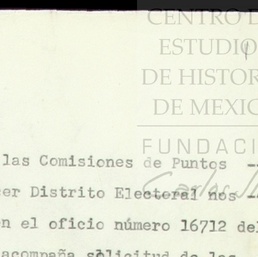 CENTRO D
ESTUDIO
DE HISTOR
DE MEXIC
FUNDACI
las Comisiones de Puntos --
er Distrito Electoral nos --
n el oficio número 16712 del
acompaña solicitud de los